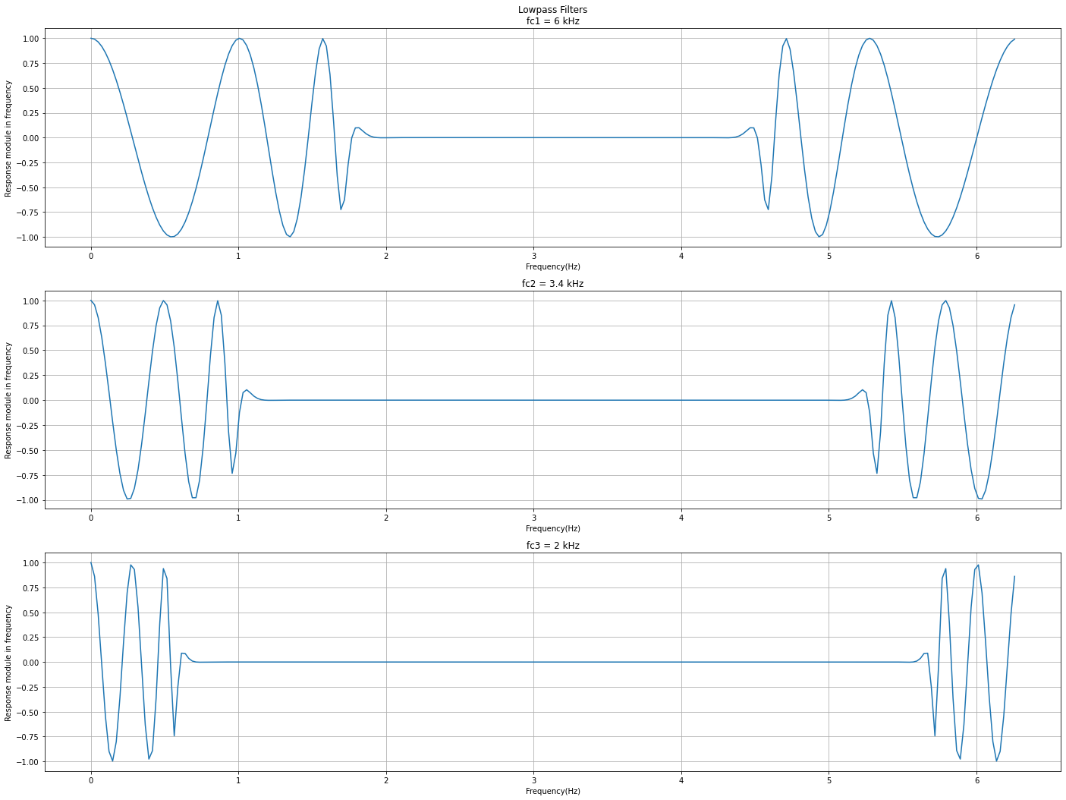 Lowpass Filters
fc1 = 6 kHz
Response module in frequency
1.00
0.75
0.50
0.25
0.00
−0.25
−0.50
−0.75
−1.00
0 1 2 3 4 5 6
Frequency(Hz)
fc2 = 3.4 kHz
Response module in frequency
1.00
0.75
0.50
0.25
0.00
−0.25
−0.50
−0.75
−1.00
0 1 2 3 4 5 6
Frequency(Hz)
fc3 = 2 kHz
Response module in frequency
1.00
0.75
0.50
0.25
0.00
−0.25
−0.50
−0.75
−1.00
0 1 2 3 4 5 6
Frequency(Hz)